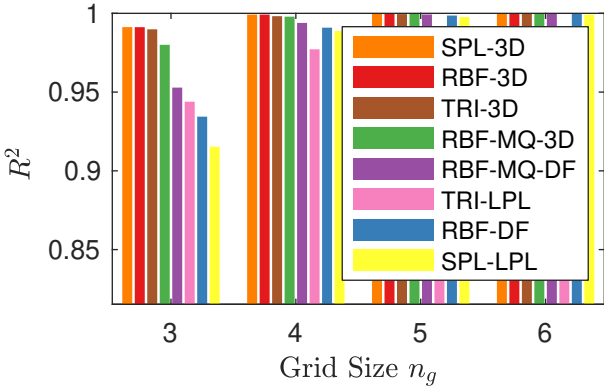 1
0.95
0.9
0.85
R²
SPL-3D
RBF-3D
TRI-3D
RBF-MQ-3D
RBF-MQ-DF
TRI-LPL
RBF-DF
SPL-LPL
3 4 5 6
Grid Size n_g